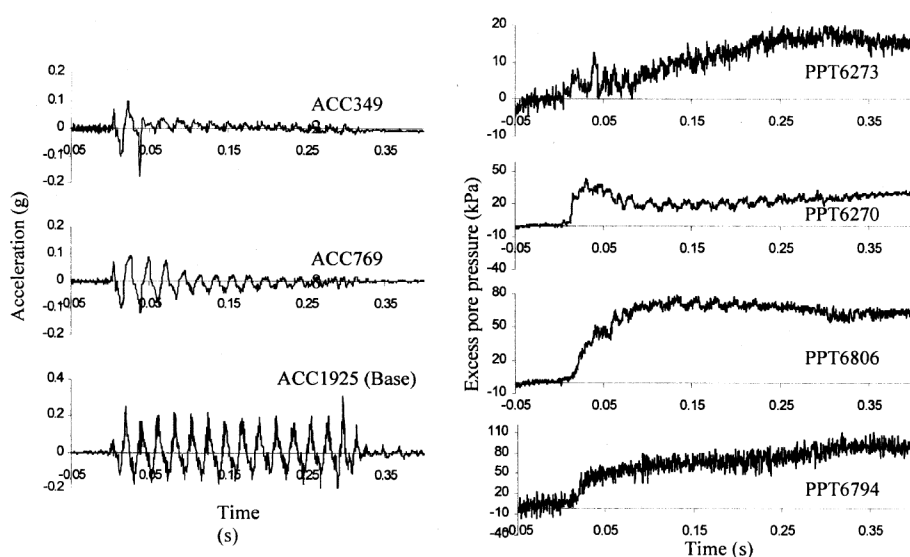 0.2
0.1
0
-0.1
-0.2
-0.05 0.05 0.15 0.25 0.35
ACC349
0.2
0.1
0
-0.1
-0.2
-0.05 0.05 0.15 0.25 0.35
ACC769
Acceleration (g)
0.4
0.2
0
-0.2
-0.05 0.05 0.15 0.25 0.35
ACC1925 (Base)
Time
(s)
20
10
0
-10
-0.05 0.05 0.15 0.25 0.35
PPT6273
50
20
-10
-40
-0.05 0.05 0.15 0.25 0.35
PPT6270
Excess pore pressure (kPa)
80
50
20
-10
-0.05 0.05 0.15 0.25 0.35
PPT6806
110
80
50
20
-10
-40
-0.05 0.05 0.15 0.25 0.35
PPT6794
Time (s)